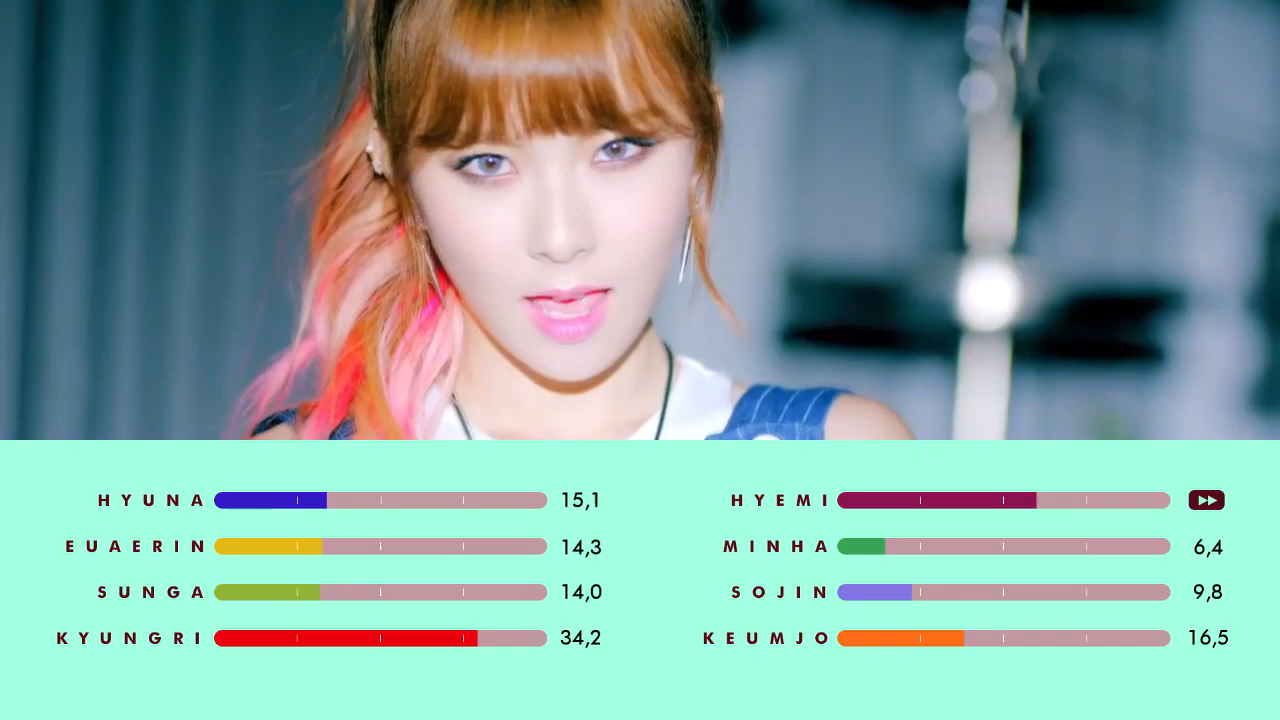 HYUNA 15,1
EUAERIN 14,3
SUNGA 14,0
KYUNGRI 34,2
HYEMI
MINHA 6,4
SOJIN 9,8
KEUMJO 16,5